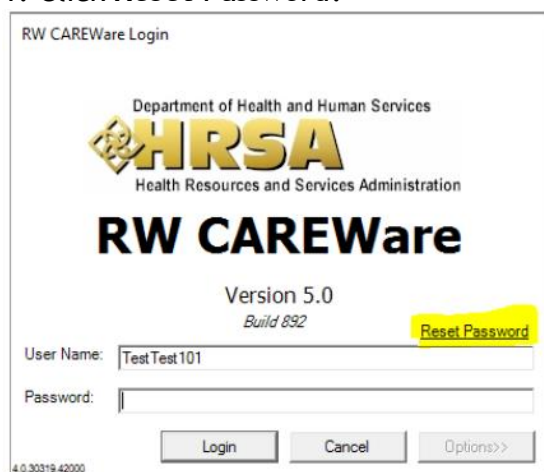 RW CAREWare Login
Department of Health and Human Services
HRSA
Health Resources and Services Administration
RW CAREWare
Version 5.0
Build 892
Reset Password
User Name: TestTest101
Password:
Login Cancel Options>>
4.0.30319.42000